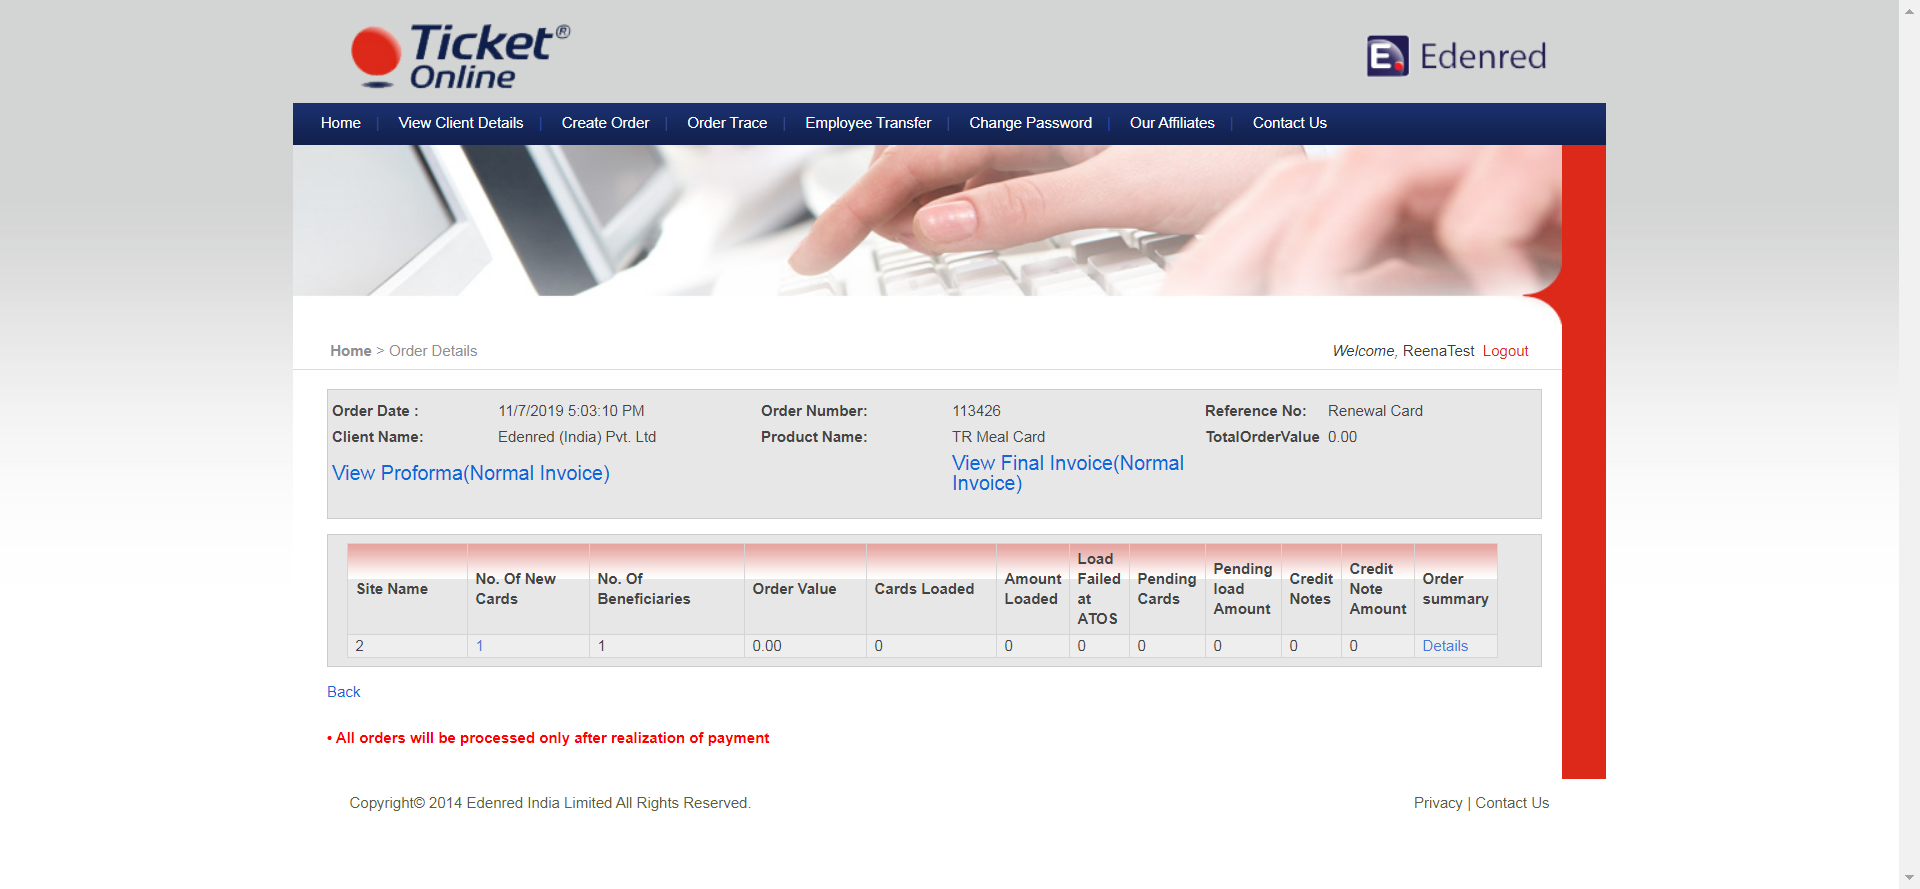 Ticket®
Online
E. Edenred
Home | View Client Details | Create Order | Order Trace | Employee Transfer | Change Password | Our Affiliates | Contact Us
Home > Order Details
Welcome, ReenaTest Logout
Order Date : 11/7/2019 5:03:10 PM Order Number: 113426 Reference No: Renewal Card
Client Name: Edenred (India) Pvt. Ltd Product Name: TR Meal Card TotalOrderValue 0.00
View Proforma(Normal Invoice)
View Final Invoice(Normal
Invoice)
Site Name
No. Of New
Cards
No. Of
Beneficiaries
Order Value
Cards Loaded
Amount
Loaded
Load
Failed
at
ATOS
Pending
Cards
Pending
load
Amount
Credit
Notes
Credit
Note
Amount
Order
summary
2 1 1 0.00 0 0 0 0 0 0 0 Details
Back
• All orders will be processed only after realization of payment
Copyright© 2014 Edenred India Limited All Rights Reserved.
Privacy | Contact Us